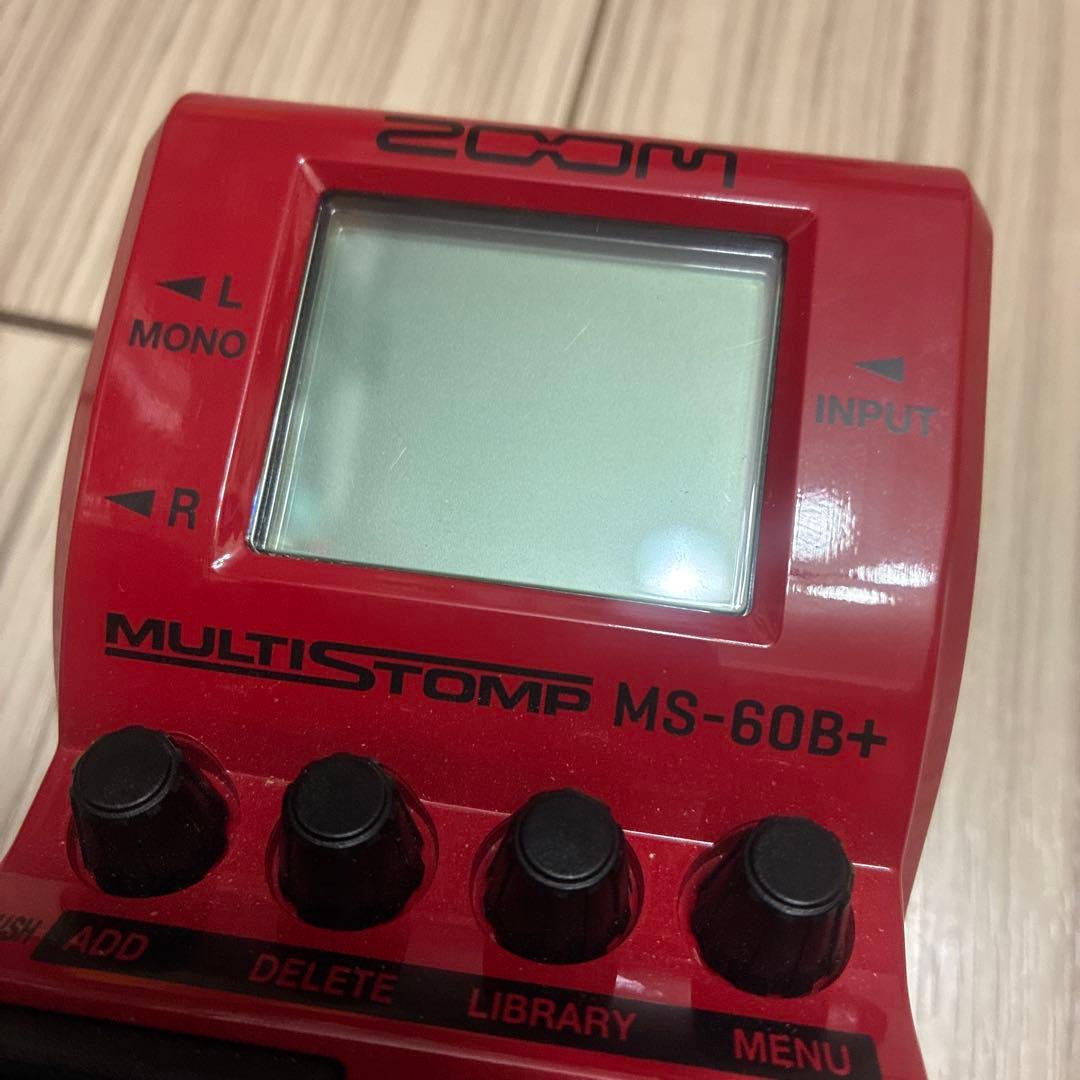 ZOOM
L
MONO
INPUT
R
MULTISTOMP MS-60B+
ADD
DELETE
LIBRARY
MENU